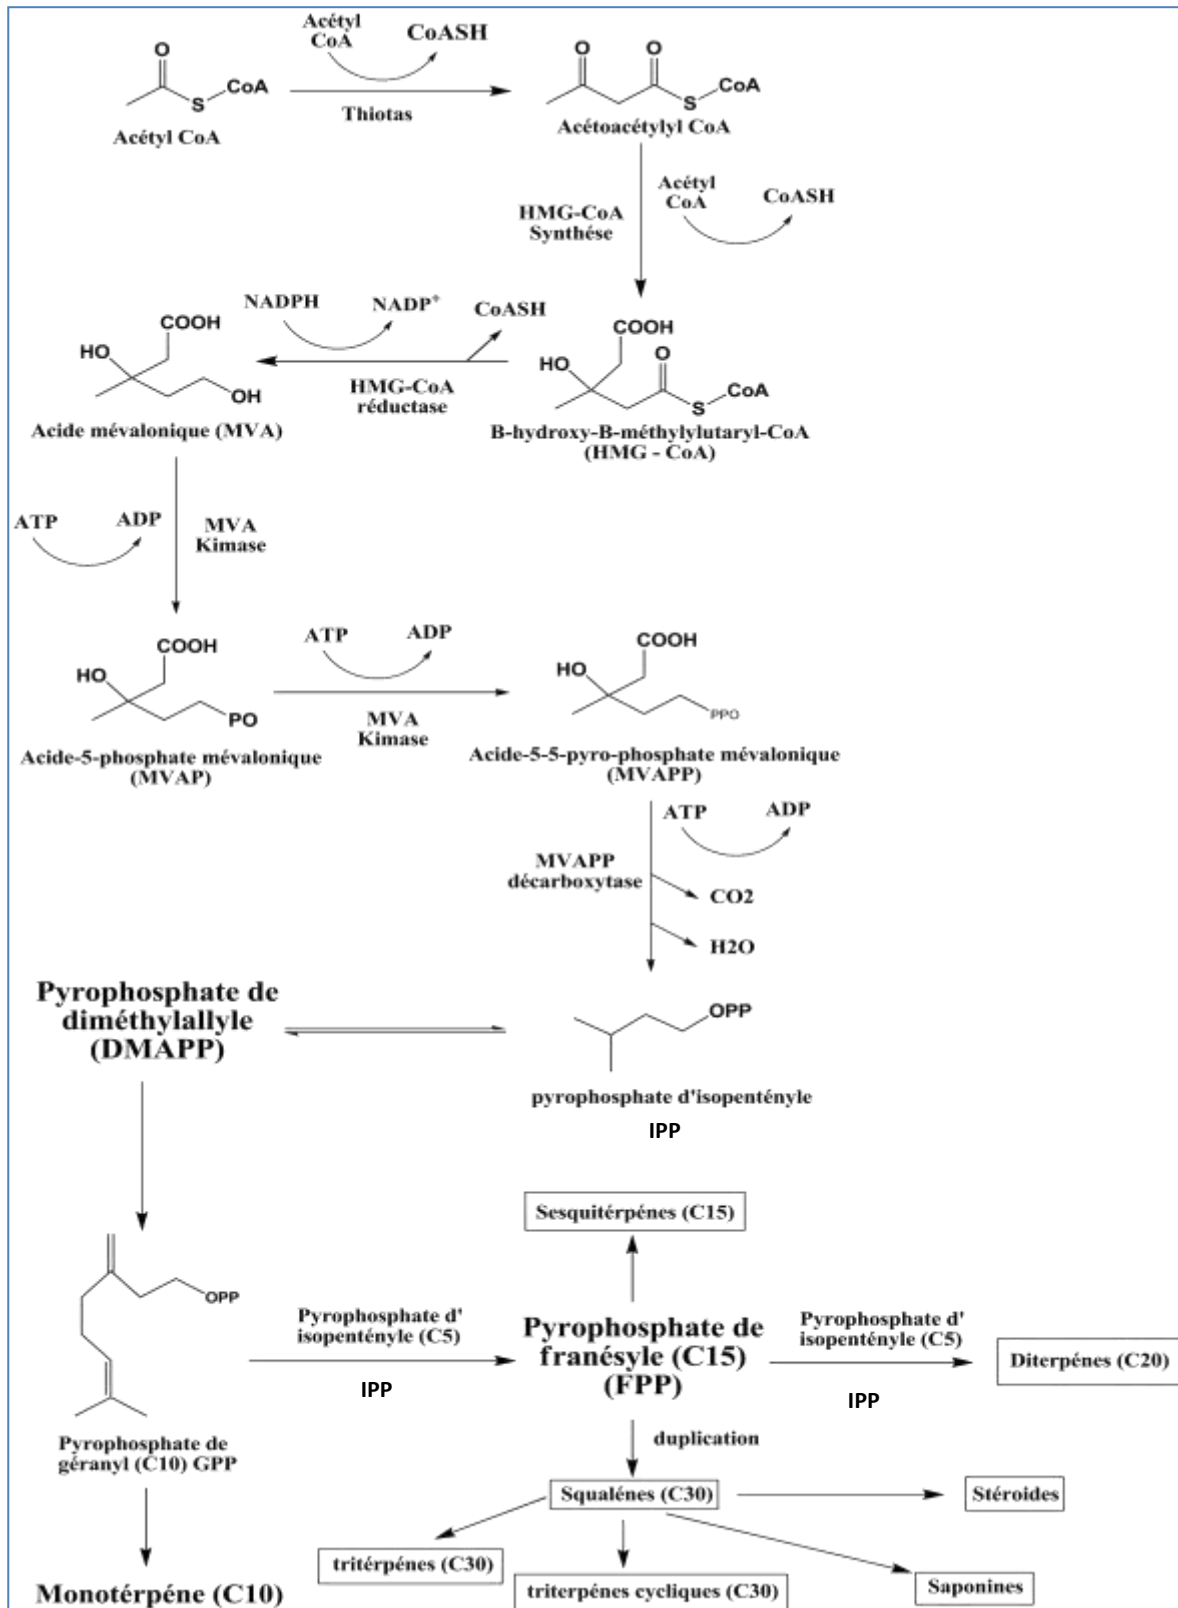 Acétyl
CoA
CoASH
O
S
CoA
Acétyl CoA
Thiotas
O
O
S
CoA
Acétoacétylyl CoA
HMG-CoA
Synthése
Acétyl
CoA
CoASH
NADPH
NADP+
CoASH
COOH
HO
OH
Acide mévalonique (MVA)
HMG-CoA
réductase
COOH
HO
O
S
CoA
B-hydroxy-B-méthylylutaryl-CoA
(HMG - CoA)
ATP
ADP
MVA
Kimase
COOH
HO
PO
Acide-5-phosphate mévalonique
(MVAP)
ATP
ADP
MVA
Kimase
COOH
HO
PPO
Acide-5-5-pyro-phosphate mévalonique
(MVAPP)
ATP
ADP
MVAPP
décarboxytase
CO2
H2O
Pyrophosphate de
diméthylallyle
(DMAPP)
OPP
pyrophosphate d'isopentényle
IPP
Sesquitérpénes (C15)
OPP
Pyrophosphate d'
isopentényle (C5)
IPP
Pyrophosphate de
franésyle (C15)
(FPP)
Pyrophosphate d'
isopentényle (C5)
IPP
Diterpénes (C20)
Pyrophosphate de
géranyl (C10) GPP
duplication
Squalénes (C30)
Stéroides
tritérpénes (C30)
triterpénes cycliques (C30)
Saponines
Monotérpéne (C10)